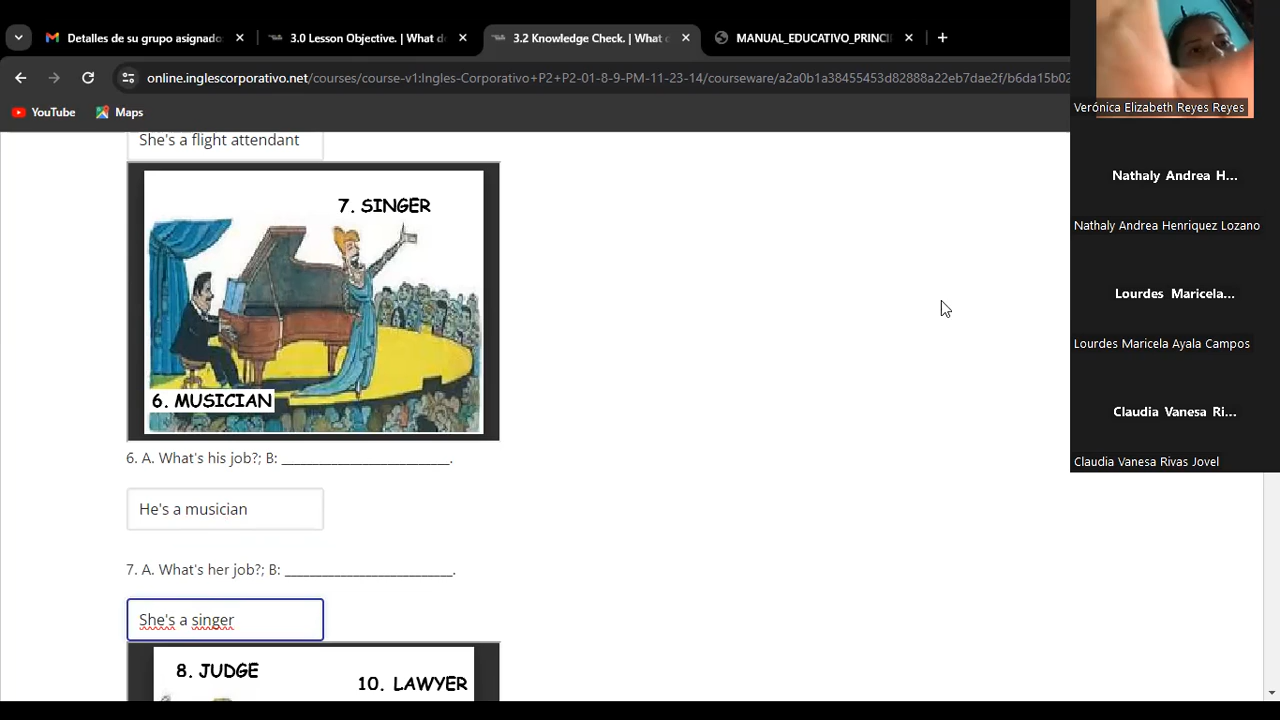 Detalles de su grupo asignado
3.0 Lesson Objective. | What d
3.2 Knowledge Check. | What d
MANUAL_EDUCATIVO_PRINCI
online.inglescorporativo.net/courses/course-v1:Ingles-Corporativo+P2+P2-01-8-9-PM-11-23-14/courseware/a2a0b1a38455453d82888a22eb7dae2f/b6da15b02
YouTube
Maps
Verónica Elizabeth Reyes Reyes
Nathaly Andrea H...
Nathaly Andrea Henriquez Lozano
Lourdes Maricela...
Lourdes Maricela Ayala Campos
Claudia Vanesa Ri...
Claudia Vanesa Rivas Jovel
She's a flight attendant
7. SINGER
6. MUSICIAN
6. A. What's his job?; B: _________________________.
He's a musician
7. A. What's her job?; B: _________________________.
She's a singer
8. JUDGE
10. LAWYER